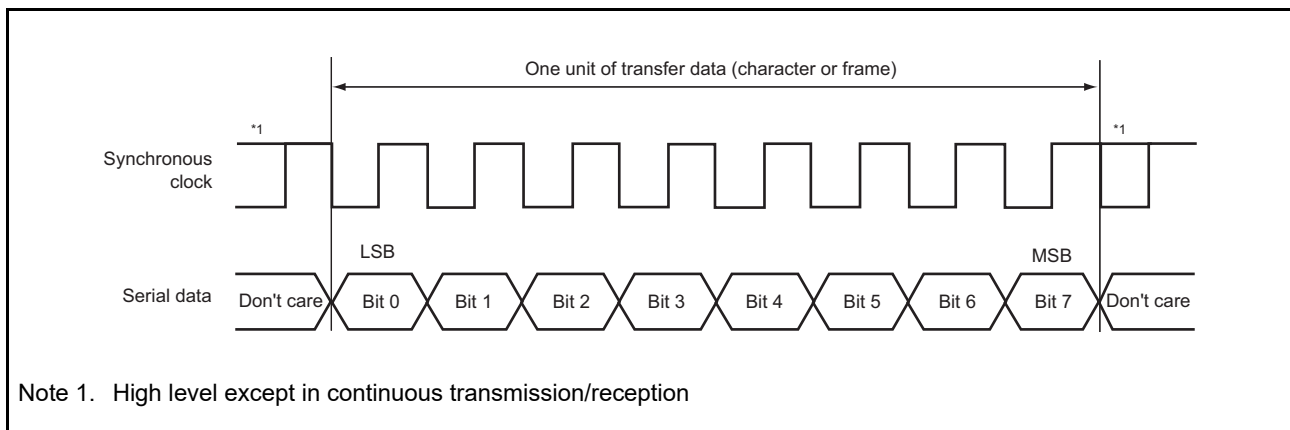 One unit of transfer data (character or frame)
*1
*1
Synchronous
clock
LSB
MSB
Serial data
Don't care
Bit 0
Bit 1
Bit 2
Bit 3
Bit 4
Bit 5
Bit 6
Bit 7
Don't care
Note 1. High level except in continuous transmission/reception